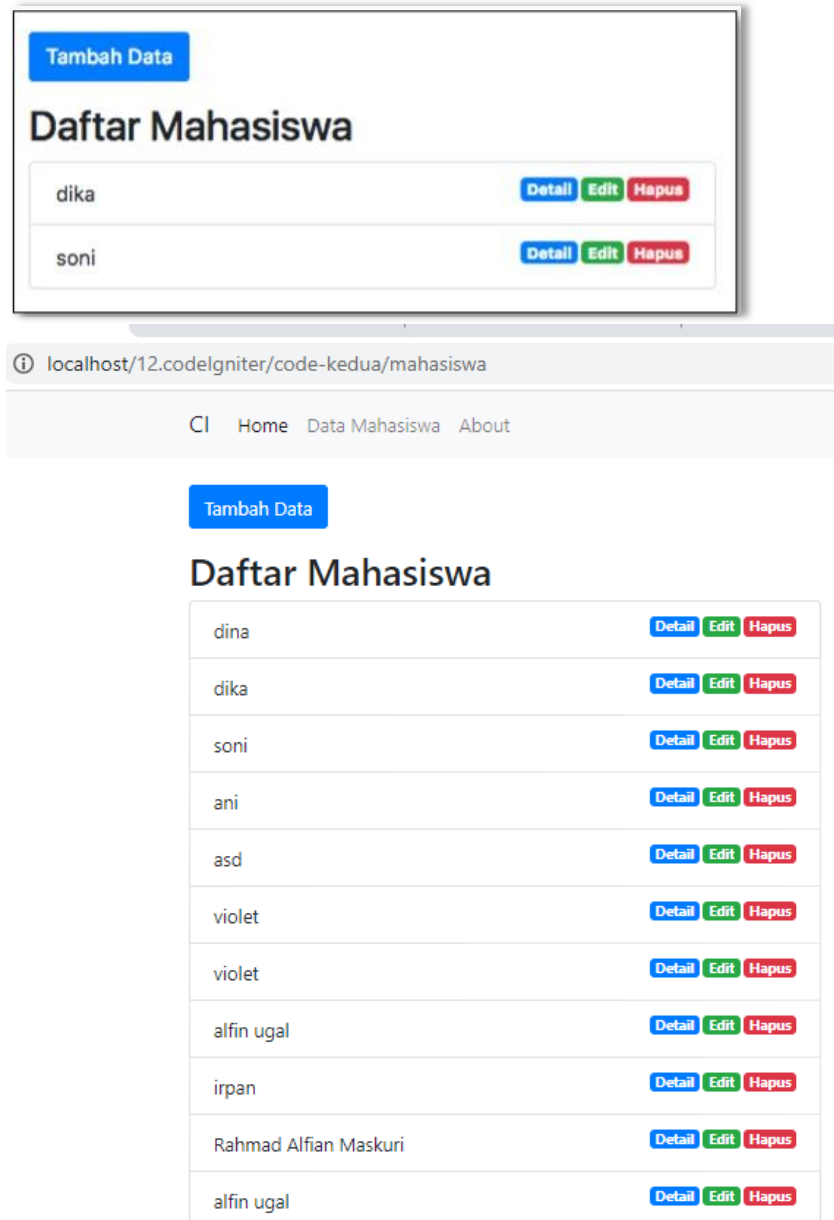 Tambah Data
Daftar Mahasiswa
dika Detail Edit Hapus
soni Detail Edit Hapus
localhost/12.codeIgniter/code-kedua/mahasiswa
CI Home Data Mahasiswa About
Tambah Data
Daftar Mahasiswa
dina Detail Edit Hapus
dika Detail Edit Hapus
soni Detail Edit Hapus
ani Detail Edit Hapus
asd Detail Edit Hapus
violet Detail Edit Hapus
violet Detail Edit Hapus
alfin ugal Detail Edit Hapus
irpan Detail Edit Hapus
Rahmad Alfian Maskuri Detail Edit Hapus
alfin ugal Detail Edit Hapus